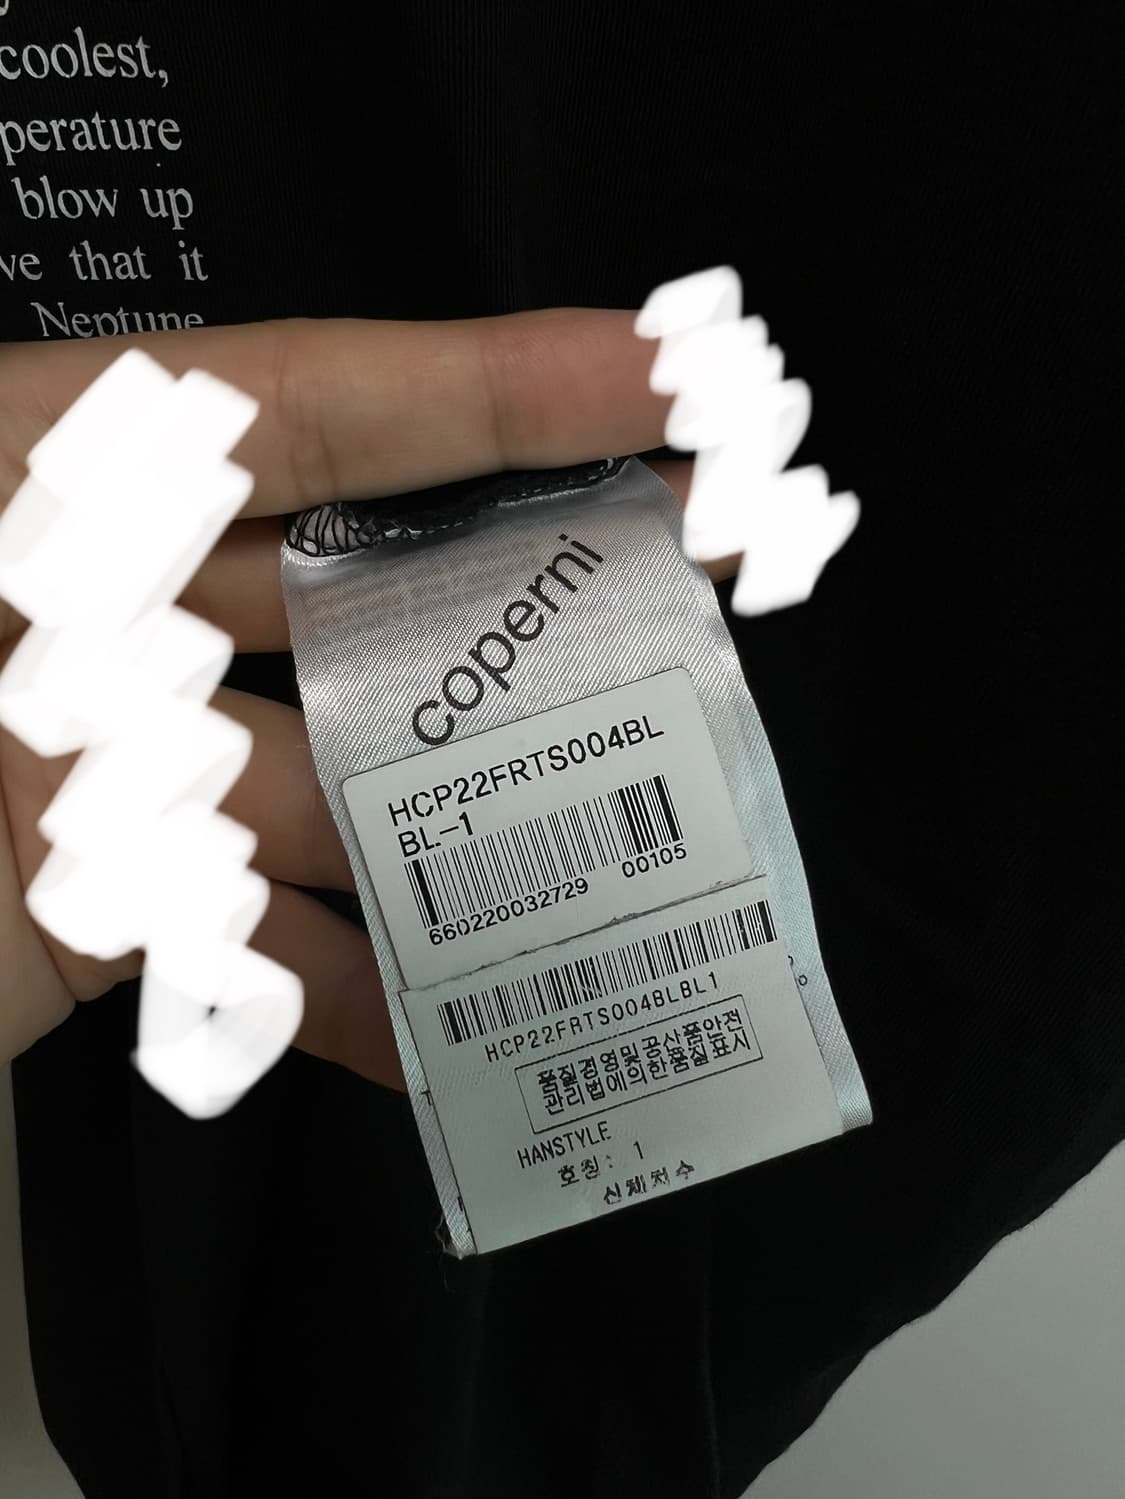 coolest,
perature
blow up
ve that it
Neptune
coperni
HCP22FRTS004BL
BL-1
660220032729 00105
HCP22FRTS004BLBL1
품질경영및공산품안전
관리법에의한품질표시
HANSTYLE
호칭: 1
신체치수